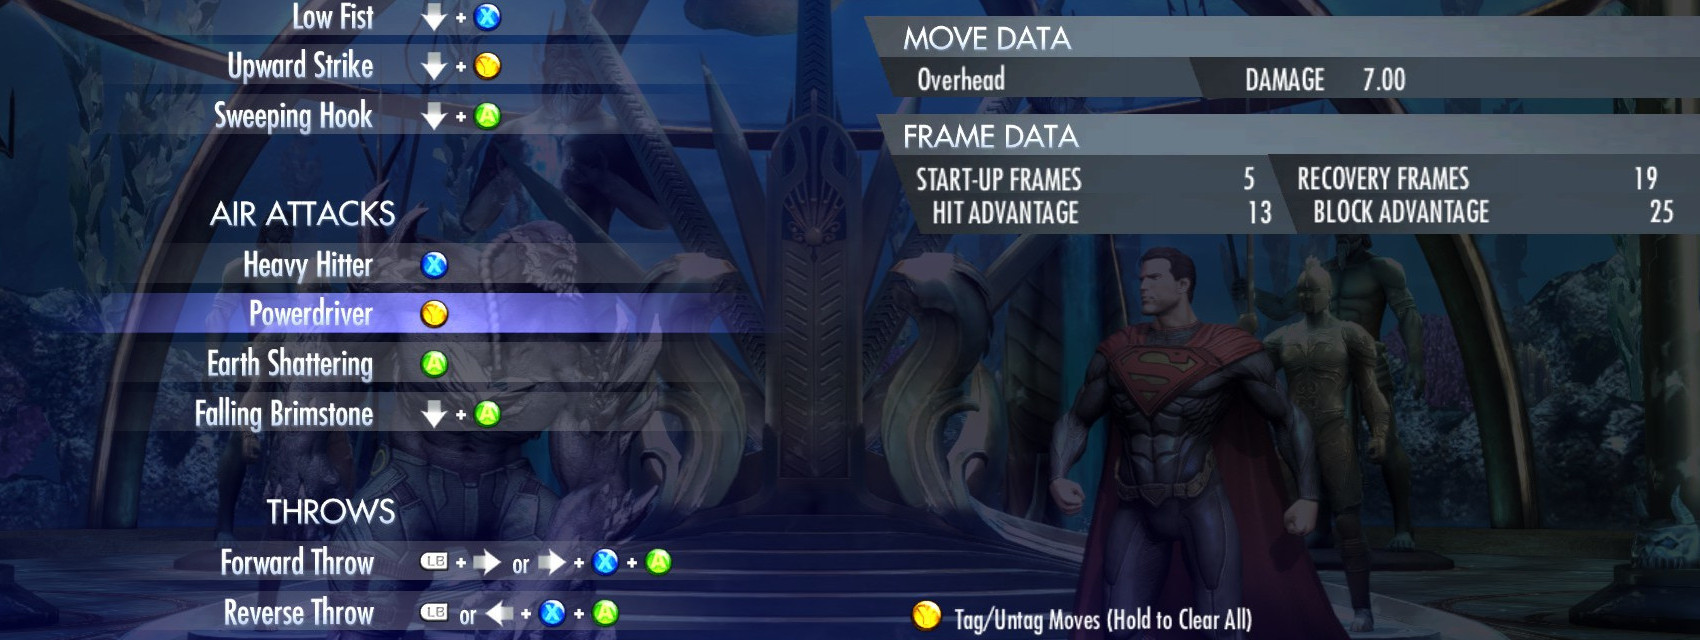 Low Fist + X
Upward Strike + Y
Sweeping Hook + A
AIR ATTACKS
Heavy Hitter X
Powerdriver Y
Earth Shattering A
Falling Brimstone + A
THROWS
Forward Throw LB + or + X + A
Reverse Throw LB or + X + A
MOVE DATA
Overhead DAMAGE 7.00
FRAME DATA
START-UP FRAMES 5 RECOVERY FRAMES 19
HIT ADVANTAGE 13 BLOCK ADVANTAGE 25
Y Tag/Untag Moves (Hold to Clear All)